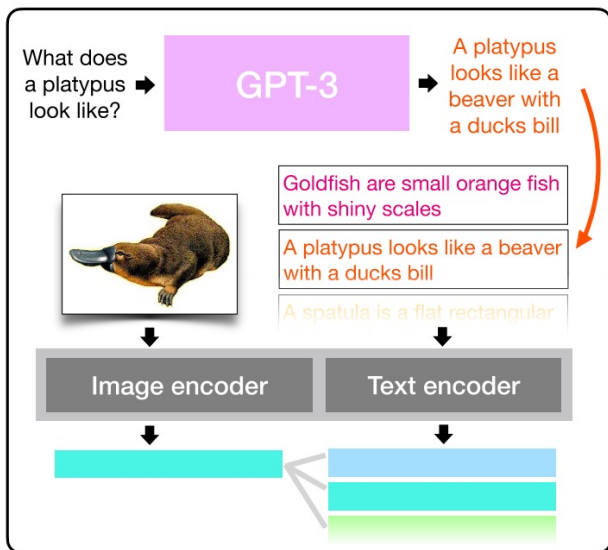 What does
a platypus
look like?
GPT-3
A platypus
looks like a
beaver with
a ducks bill
Goldfish are small orange fish
with shiny scales
A platypus looks like a beaver
with a ducks bill
A spatula is a flat rectangular
Image encoder
Text encoder